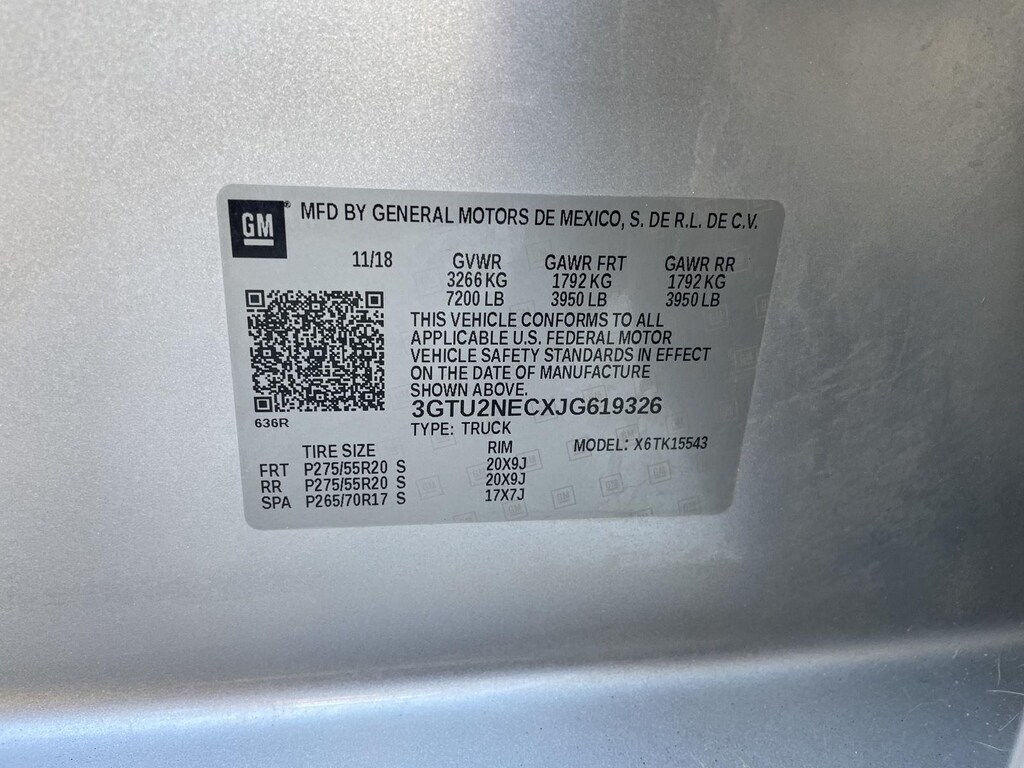 GM
MFD BY GENERAL MOTORS DE MEXICO, S. DE R.L. DE C.V.
11/18 GVWR GAWR FRT GAWR RR
3266 KG 1792 KG 1792 KG
7200 LB 3950 LB 3950 LB
THIS VEHICLE CONFORMS TO ALL
APPLICABLE U.S. FEDERAL MOTOR
VEHICLE SAFETY STANDARDS IN EFFECT
ON THE DATE OF MANUFACTURE
SHOWN ABOVE.
3GTU2NECXJG619326
636R
TYPE: TRUCK
TIRE SIZE RIM MODEL: X6TK15543
FRT P275/55R20 S 20X9J
RR P275/55R20 S 20X9J
SPA P265/70R17 S 17X7J